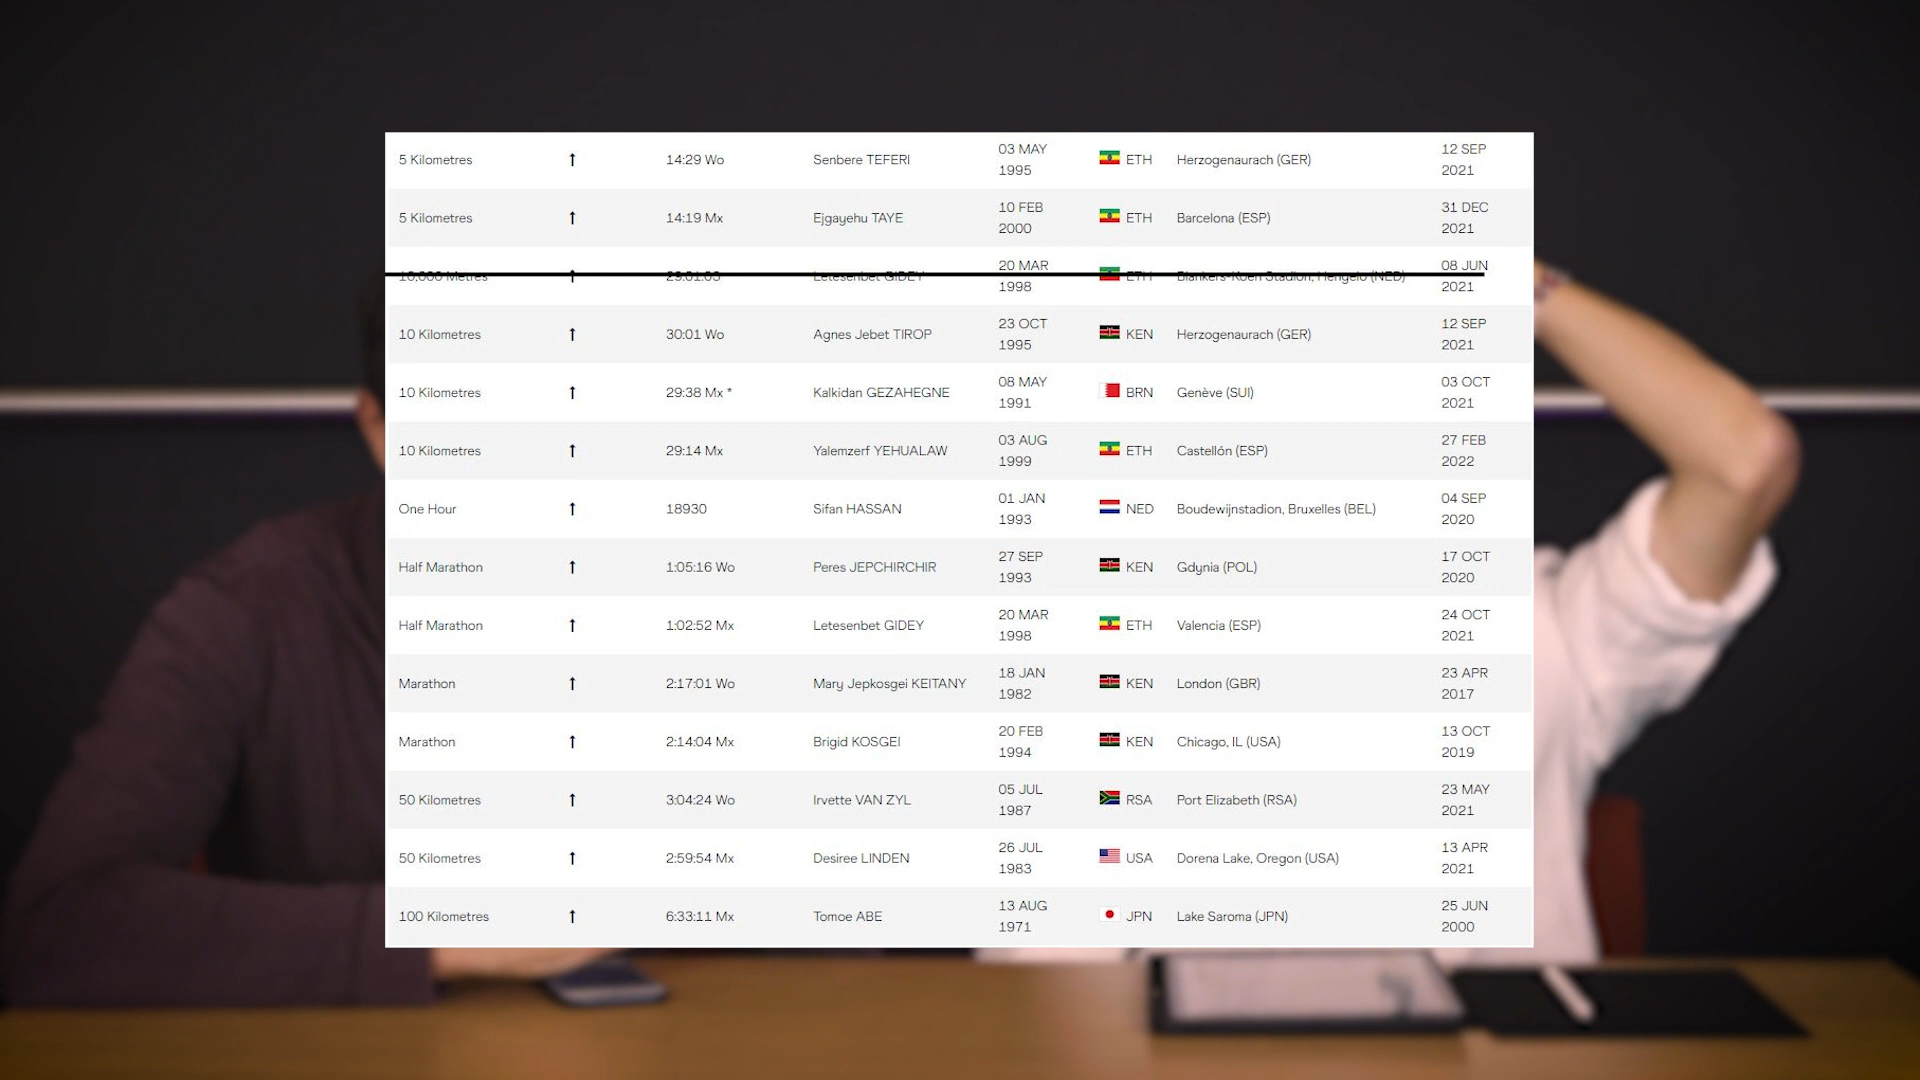 5 Kilometres ↑ 14:29 Wo Senbere TEFERI 03 MAY 1995 ETH Herzogenaurach (GER) 12 SEP 2021
5 Kilometres ↑ 14:19 Mx Ejgayehu TAYE 10 FEB 2000 ETH Barcelona (ESP) 31 DEC 2021
10,000 Metres ↑ 29:01.03 Letesenbet GIDEY 20 MAR 1998 ETH Blankers-Koen Stadion, Hengelo (NED) 08 JUN 2021
10 Kilometres ↑ 30:01 Wo Agnes Jebet TIROP 23 OCT 1995 KEN Herzogenaurach (GER) 12 SEP 2021
10 Kilometres ↑ 29:38 Mx * Kalkidan GEZAHEGNE 08 MAY 1991 BRN Genève (SUI) 03 OCT 2021
10 Kilometres ↑ 29:14 Mx Yalemzerf YEHUALAW 03 AUG 1999 ETH Castellón (ESP) 27 FEB 2022
One Hour ↑ 18930 Sifan HASSAN 01 JAN 1993 NED Boudewijnstadion, Bruxelles (BEL) 04 SEP 2020
Half Marathon ↑ 1:05:16 Wo Peres JEPCHIRCHIR 27 SEP 1993 KEN Gdynia (POL) 17 OCT 2020
Half Marathon ↑ 1:02:52 Mx Letesenbet GIDEY 20 MAR 1998 ETH Valencia (ESP) 24 OCT 2021
Marathon ↑ 2:17:01 Wo Mary Jepkosgei KEITANY 18 JAN 1982 KEN London (GBR) 23 APR 2017
Marathon ↑ 2:14:04 Mx Brigid KOSGEI 20 FEB 1994 KEN Chicago, IL (USA) 13 OCT 2019
50 Kilometres ↑ 3:04:24 Wo Irvette VAN ZYL 05 JUL 1987 RSA Port Elizabeth (RSA) 23 MAY 2021
50 Kilometres ↑ 2:59:54 Mx Desiree LINDEN 26 JUL 1983 USA Dorena Lake, Oregon (USA) 13 APR 2021
100 Kilometres ↑ 6:33:11 Mx Tomoe ABE 13 AUG 1971 JPN Lake Saroma (JPN) 25 JUN 2000